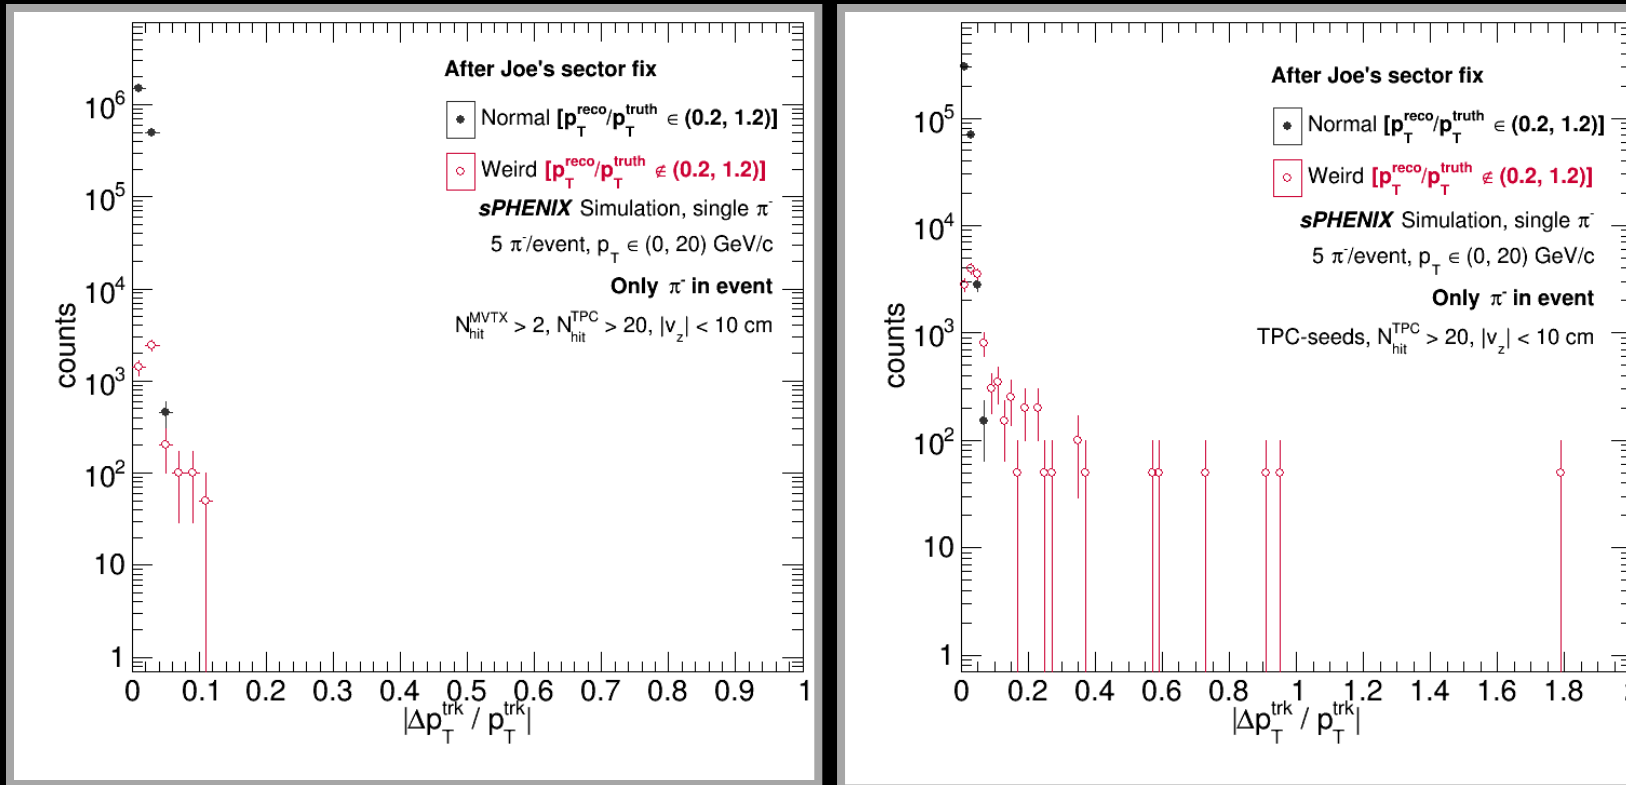 After Joe's sector fix
Normal [p_T^reco/p_T^truth ∈ (0.2, 1.2)]
Weird [p_T^reco/p_T^truth ∉ (0.2, 1.2)]
sPHENIX Simulation, single π⁻
5 π⁻/event, p_T ∈ (0, 20) GeV/c
Only π⁻ in event
N_hit^MVTX > 2, N_hit^TPC > 20, |v_z| < 10 cm
counts
10⁶
10⁵
10⁴
10³
10²
10
1
0 0.1 0.2 0.3 0.4 0.5 0.6 0.7 0.8 0.9 1
|Δp_T^trk / p_T^trk|
After Joe's sector fix
Normal [p_T^reco/p_T^truth ∈ (0.2, 1.2)]
Weird [p_T^reco/p_T^truth ∉ (0.2, 1.2)]
sPHENIX Simulation, single π⁻
5 π⁻/event, p_T ∈ (0, 20) GeV/c
Only π⁻ in event
TPC-seeds, N_hit^TPC > 20, |v_z| < 10 cm
counts
10⁵
10⁴
10³
10²
10
1
0 0.2 0.4 0.6 0.8 1 1.2 1.4 1.6 1.8
|Δp_T^trk / p_T^trk|